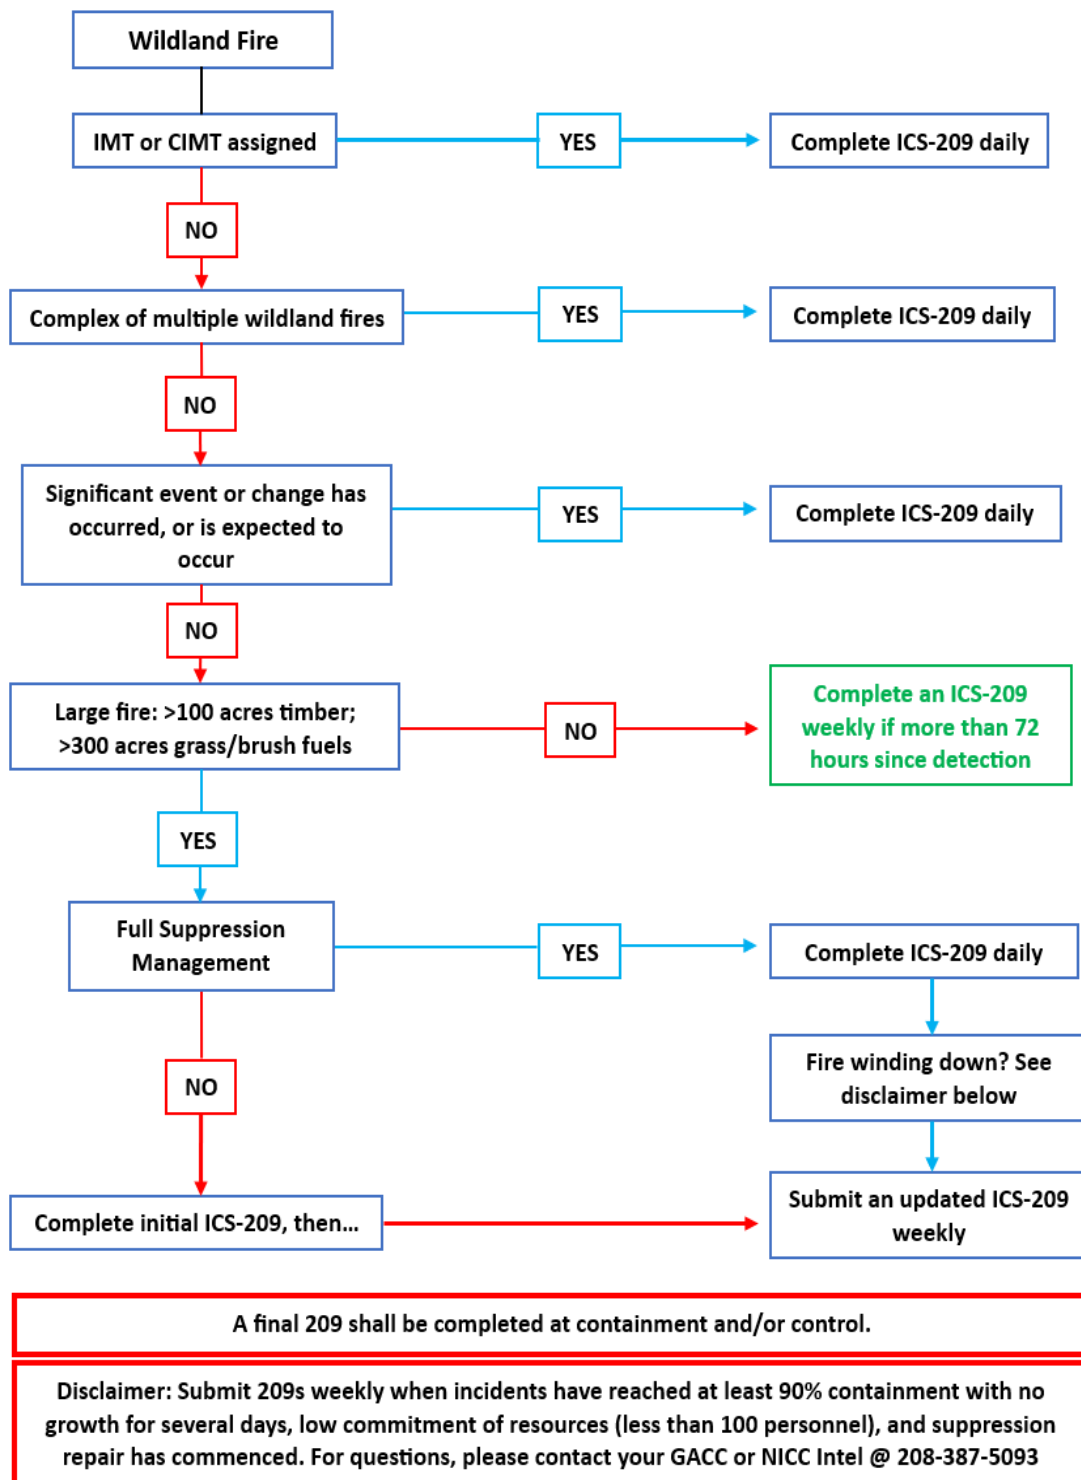 Wildland Fire
IMT or CIMT assigned
YES
Complete ICS-209 daily
NO
Complex of multiple wildland fires
YES
Complete ICS-209 daily
NO
Significant event or change has
occurred, or is expected to
occur
YES
Complete ICS-209 daily
NO
Large fire: >100 acres timber;
>300 acres grass/brush fuels
NO
Complete an ICS-209
weekly if more than 72
hours since detection
YES
Full Suppression
Management
YES
Complete ICS-209 daily
Fire winding down? See
disclaimer below
NO
Complete initial ICS-209, then...
Submit an updated ICS-209
weekly
A final 209 shall be completed at containment and/or control.
Disclaimer: Submit 209s weekly when incidents have reached at least 90% containment with no
growth for several days, low commitment of resources (less than 100 personnel), and suppression
repair has commenced. For questions, please contact your GACC or NICC Intel @ 208-387-5093